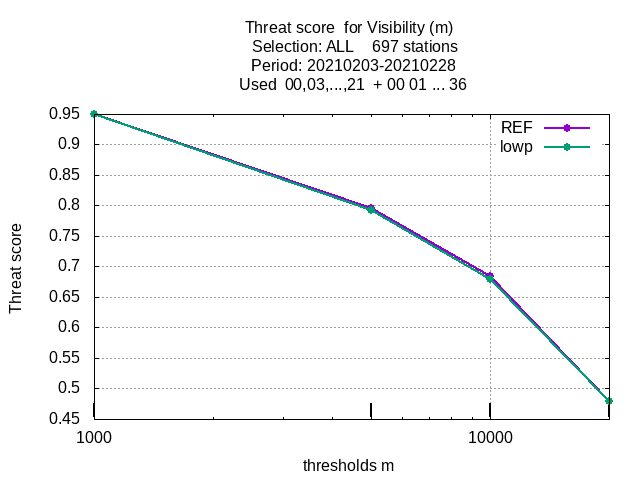 Threat score  for Visibility (m)
Selection: ALL    697 stations
Period: 20210203-20210228
Used  00,03,...,21  + 00 01 ... 36
REF
lowp
0.95
0.9
0.85
0.8
0.75
0.7
0.65
0.6
0.55
0.5
0.45
Threat score
1000
10000
thresholds m